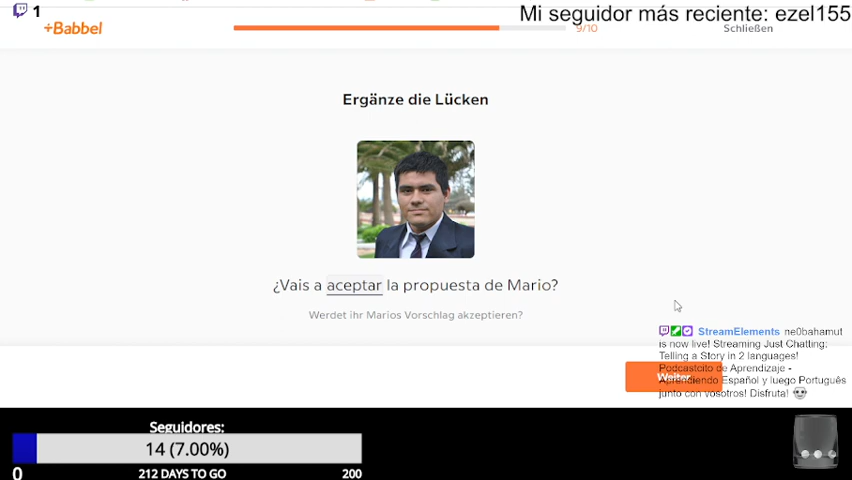 1
Mi seguidor más reciente: ezel155
÷Babbel
9/10
Schließen
Ergänze die Lücken
¿Vais a aceptar la propuesta de Mario?
Werdet ihr Marios Vorschlag akzeptieren?
StreamElements ne0bahamut
is now live! Streaming Just Chatting:
Telling a Story in 2 languages!
Podcastcito de Aprendizaje -
Aprendiendo Español y luego Português
junto con vosotros! Disfruta!
Weiter
Seguidores:
14 (7.00%)
0
212 DAYS TO GO
200